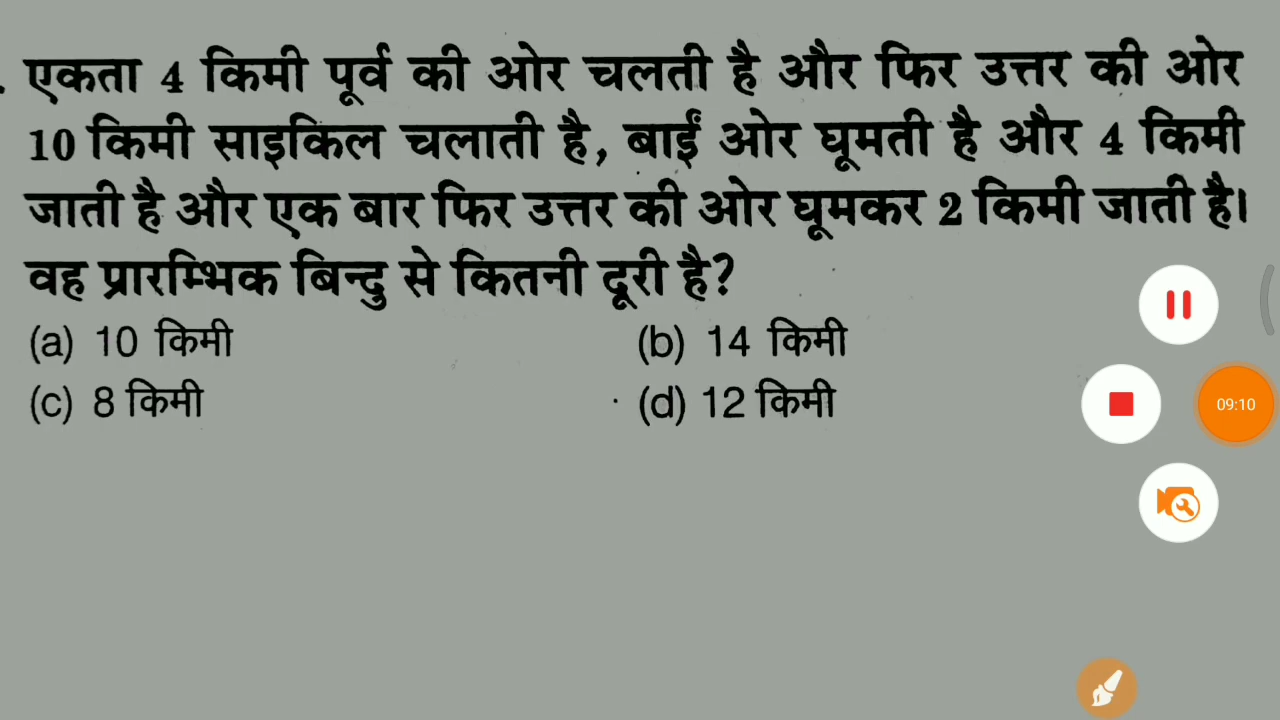 . एकता 4 किमी पूर्व की ओर चलती है और फिर उत्तर की ओर
10 किमी साइकिल चलाती है, बाईं ओर घूमती है और 4 किमी
जाती है और एक बार फिर उत्तर की ओर घूमकर 2 किमी जाती है।
वह प्रारम्भिक बिन्दु से कितनी दूरी है?
(a) 10 किमी (b) 14 किमी
(c) 8 किमी (d) 12 किमी
09:10